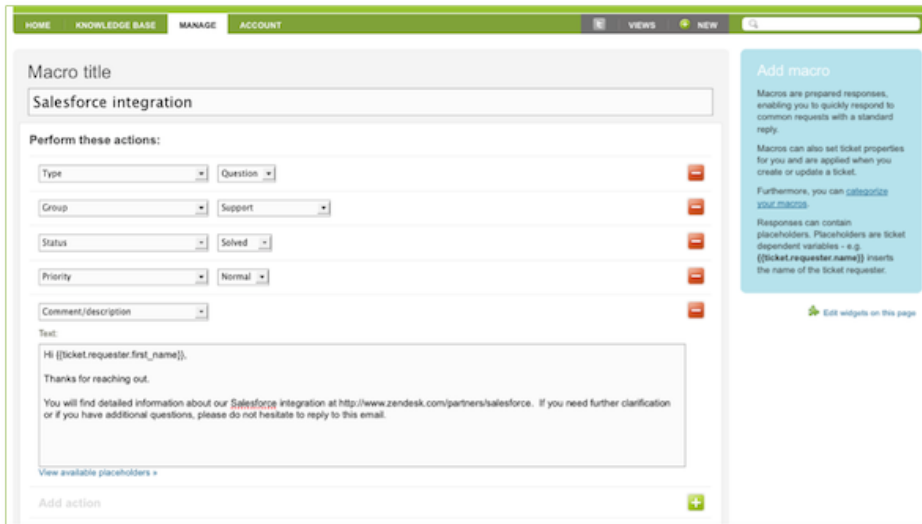 HOME KNOWLEDGE BASE MANAGE ACCOUNT VIEWS NEW
Macro title
Salesforce integration
Perform these actions:
Type Question
Group Support
Status Solved
Priority Normal
Comment/description
Text:
Hi {{ticket.requester.first_name}},
Thanks for reaching out.
You will find detailed information about our Salesforce integration at http://www.zendesk.com/partners/salesforce. If you need further clarification
or if you have additional questions, please do not hesitate to reply to this email.
View available placeholders »
Add action
Add macro
Macros are prepared responses,
enabling you to quickly respond to
common requests with a standard
reply.
Macros can also set ticket properties
for you and are applied when you
create or update a ticket.
Furthermore, you can categorize
your macros.
Responses can contain
placeholders. Placeholders are ticket
dependent variables - e.g.
{{ticket.requester.name}} inserts
the name of the ticket requester.
Edit widgets on this page